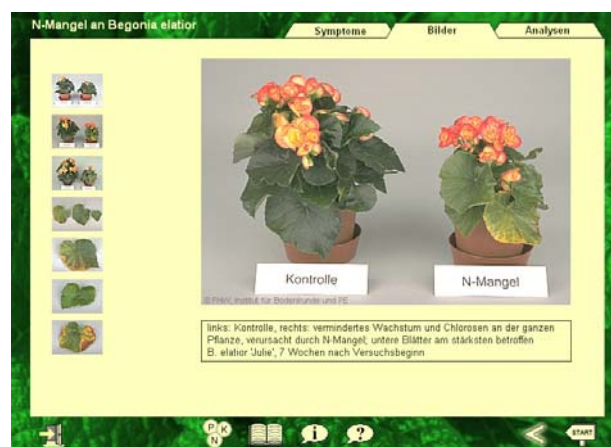 N-Mangel an Begonia elatior
Symptome
Bilder
Analysen
Kontrolle
N-Mangel
© FHW, Institut für Bodenkunde und PE
links: Kontrolle, rechts: vermindertes Wachstum und Chlorosen an der ganzen
Pflanze, verursacht durch N-Mangel; untere Blätter am stärksten betroffen
B. elatior 'Julie', 7 Wochen nach Versuchsbeginn
P K
N
i
?
START